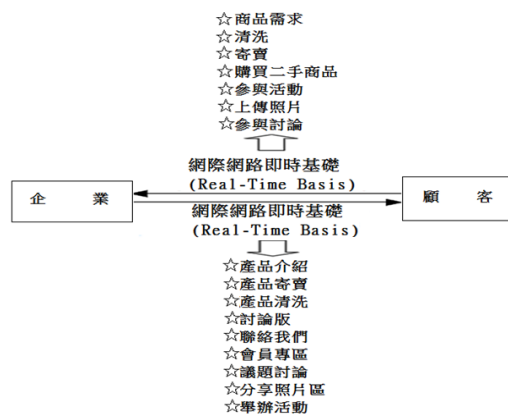 ☆商品需求
☆清洗
☆寄賣
☆購買二手商品
☆參與活動
☆上傳照片
☆參與討論
網際網路即時基礎
(Real-Time Basis)
企 業
顧 客
網際網路即時基礎
(Real-Time Basis)
☆產品介紹
☆產品寄賣
☆產品清洗
☆討論版
☆聯絡我們
☆會員專區
☆議題討論
☆分享照片區
☆舉辦活動